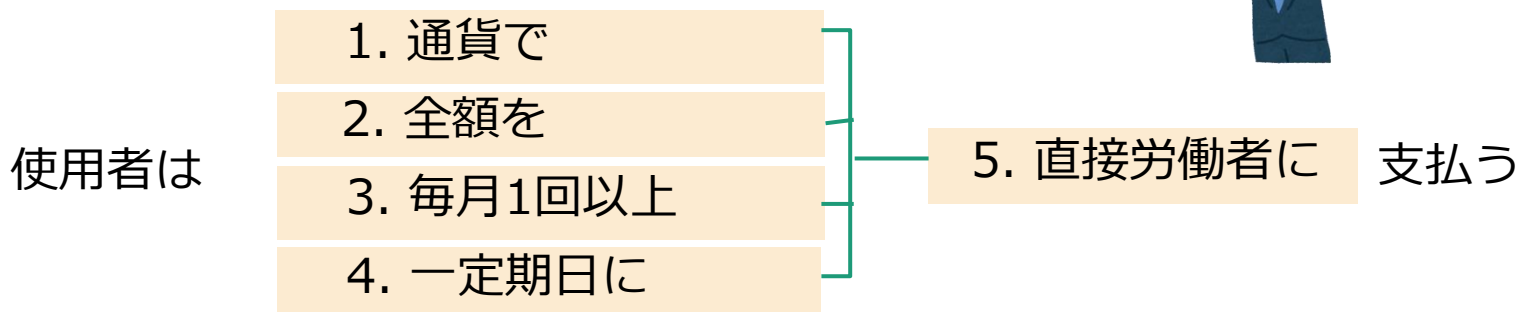 使用者は
1. 通貨で
2. 全額を
3. 毎月1回以上
4. 一定期日に
5. 直接労働者に
支払う